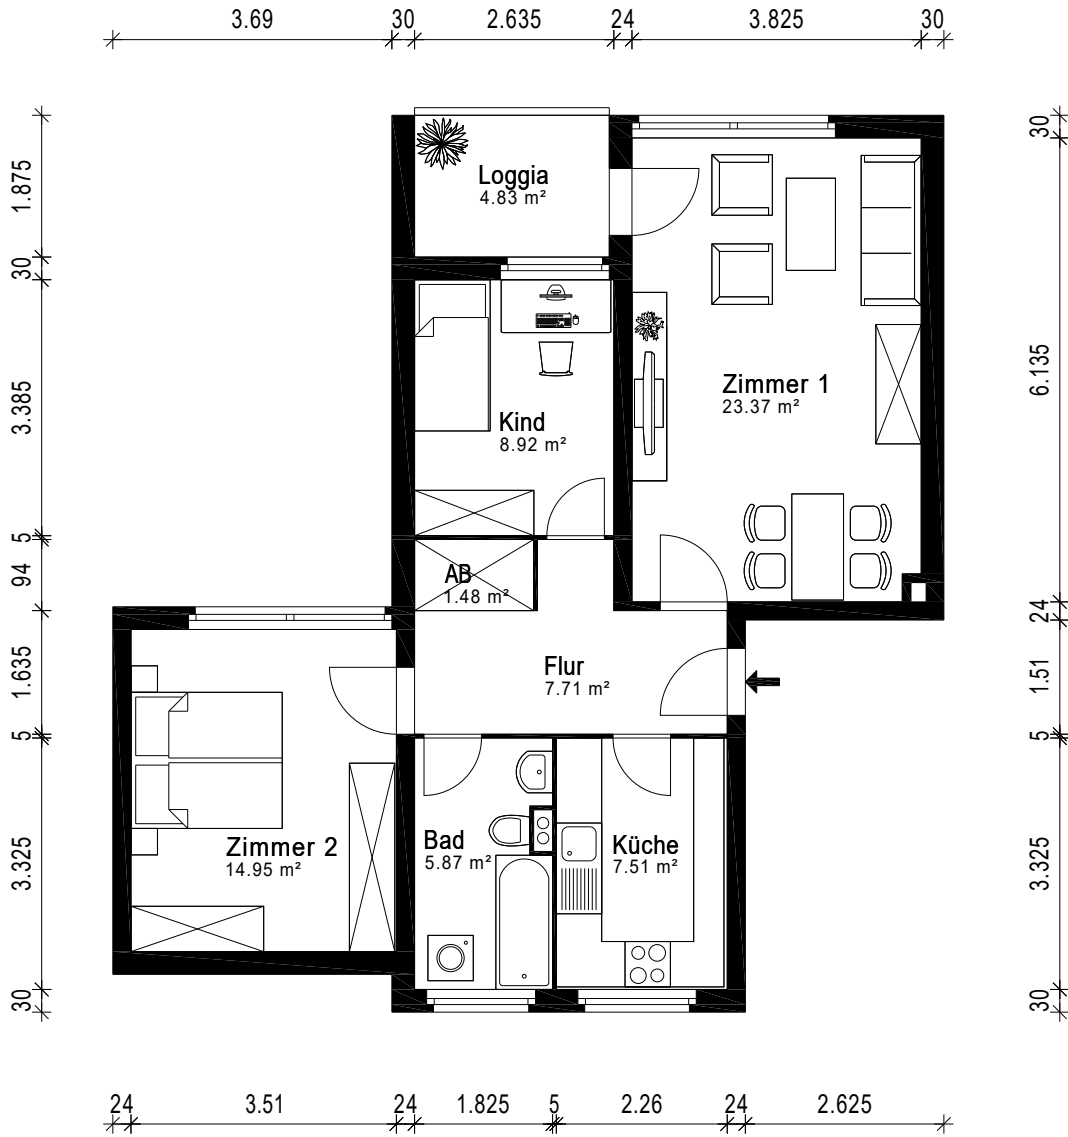 3.69 30 2.635 24 3.825 30
1.875
30
3.385
5
94
1.635
5
3.325
30
Loggia
4.83 m²
Kind
8.92 m²
Zimmer 1
23.37 m²
AB
1.48 m²
Flur
7.71 m²
Zimmer 2
14.95 m²
Bad
5.87 m²
Küche
7.51 m²
30
6.135
24
1.51
5
3.325
30
24 3.51 24 1.825 5 2.26 24 2.625